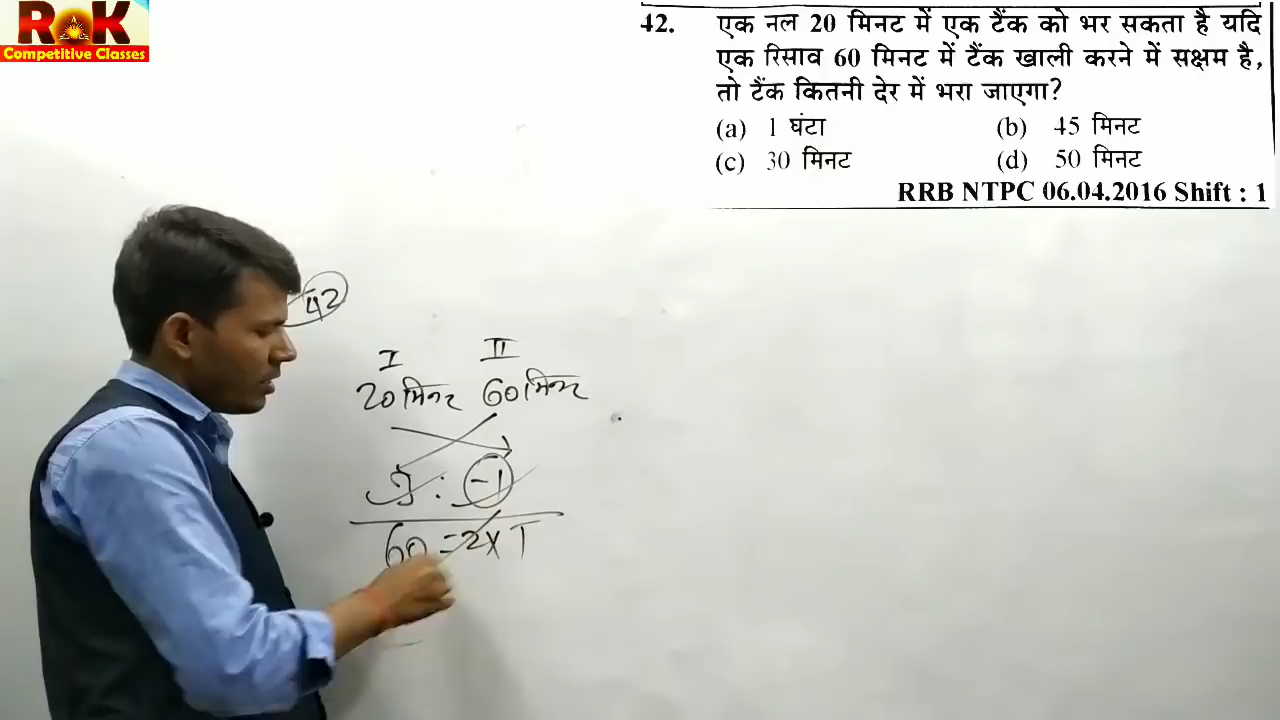 ROK
Competitive Classes
42. एक नल 20 मिनट में एक टैंक को भर सकता है यदि
एक रिसाव 60 मिनट में टैंक खाली करने में सक्षम है,
तो टैंक कितनी देर में भरा जाएगा?
(a) 1 घंटा (b) 45 मिनट
(c) 30 मिनट (d) 50 मिनट
RRB NTPC 06.04.2016 Shift : 1
42
I II
20 मिनट 60 मिनट
3 : -1
60 = 2 x T